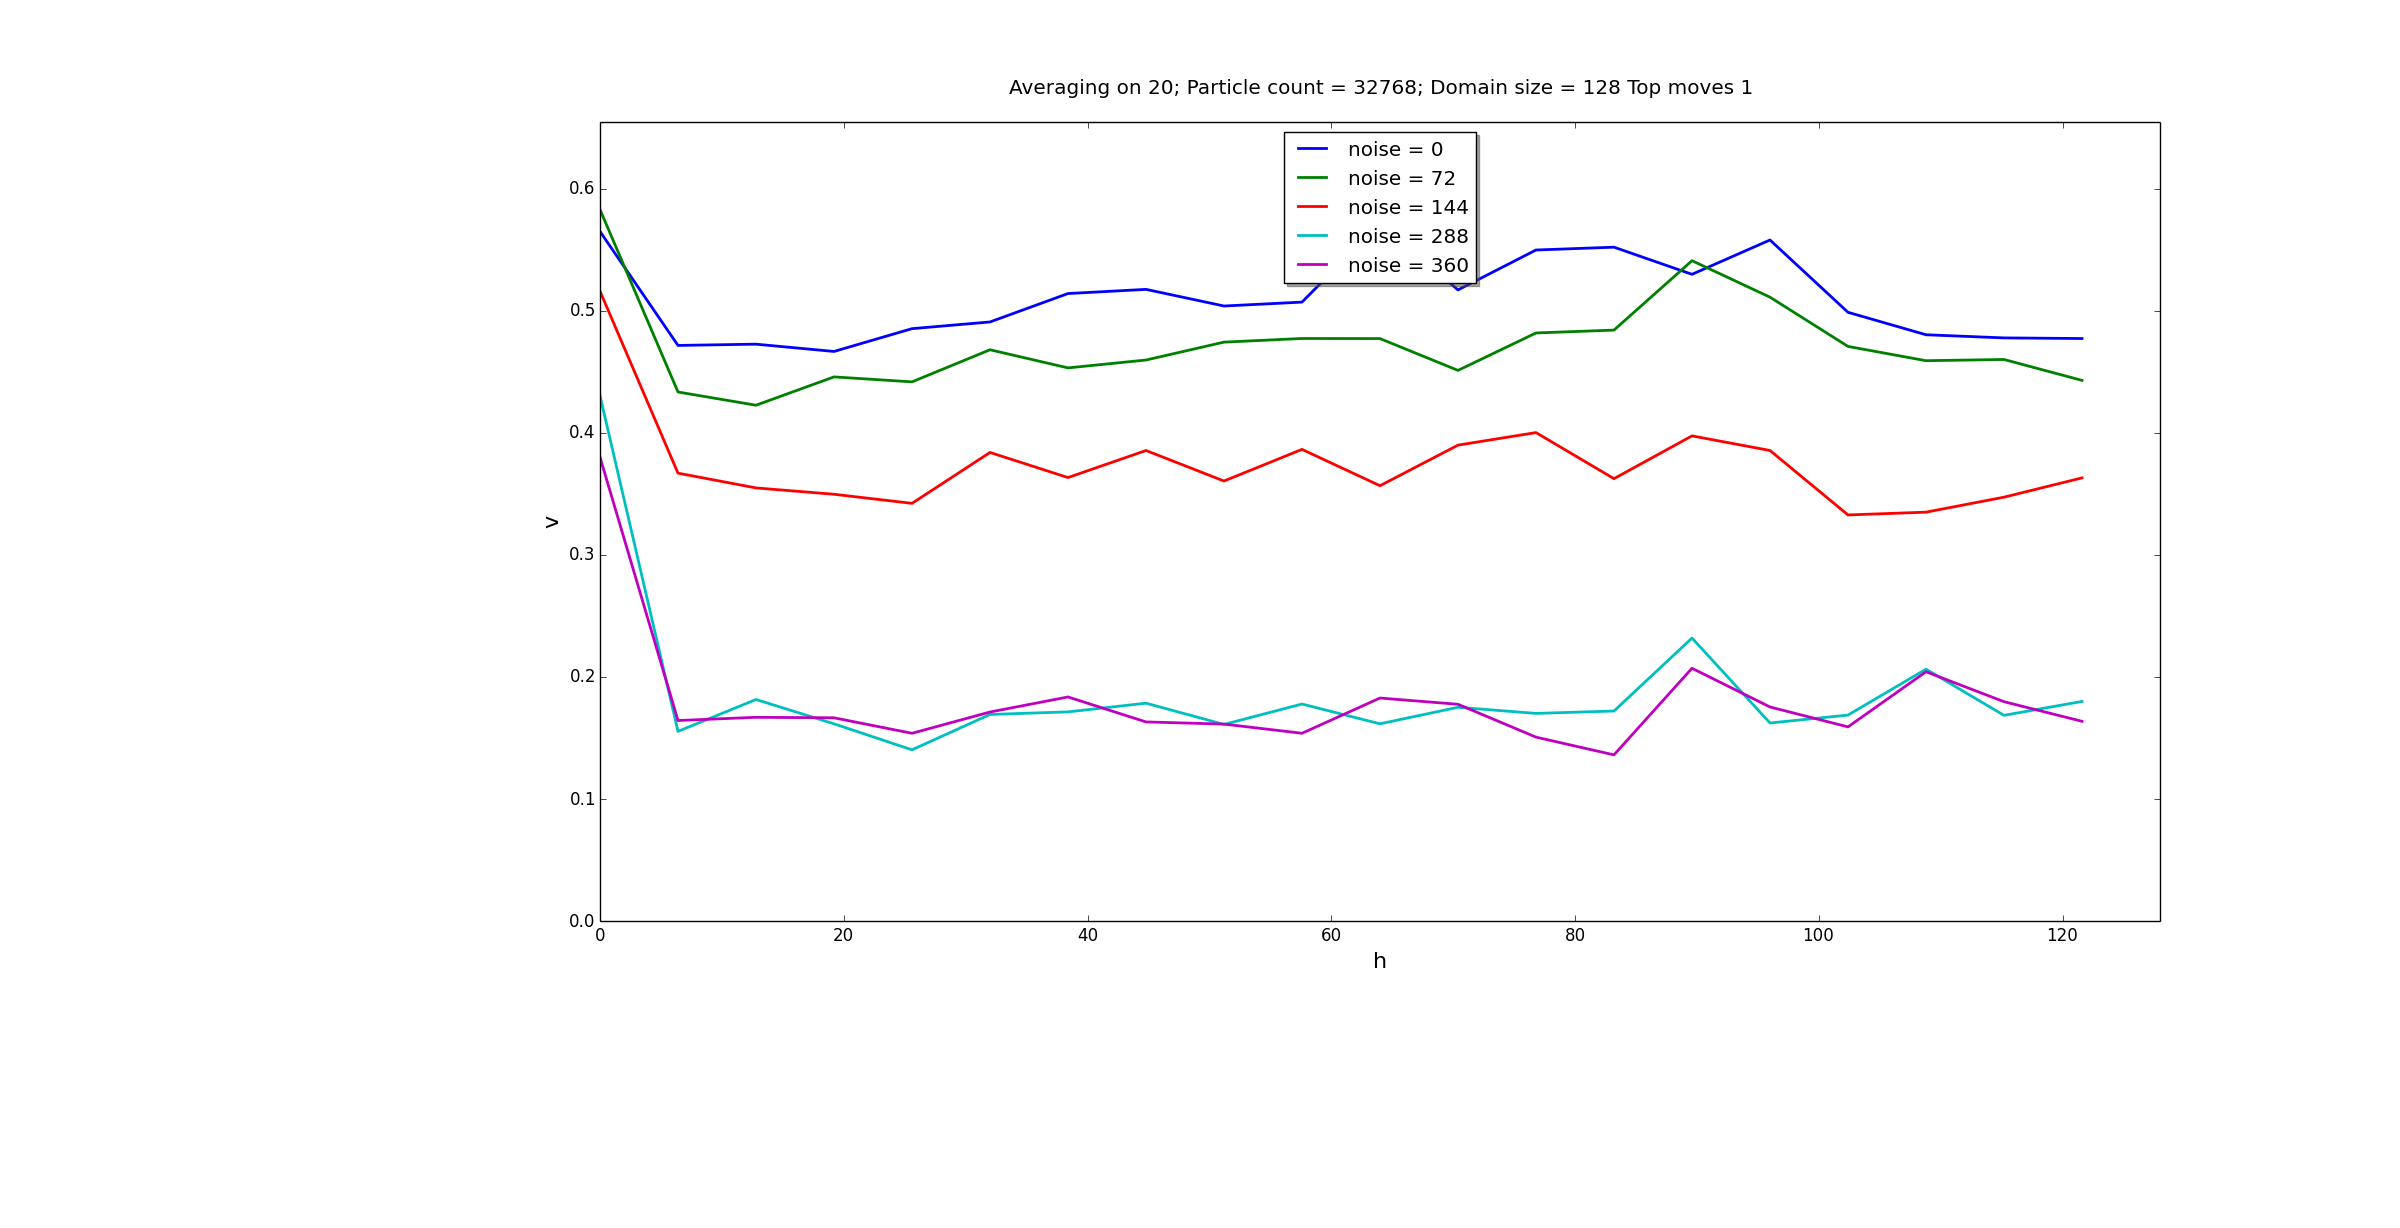 Averaging on 20; Particle count = 32768; Domain size = 128 Top moves 1
noise = 0
noise = 72
noise = 144
noise = 288
noise = 360
0.6
0.5
0.4
0.3
0.2
0.1
0.0
v
0 20 40 60 80 100 120
h